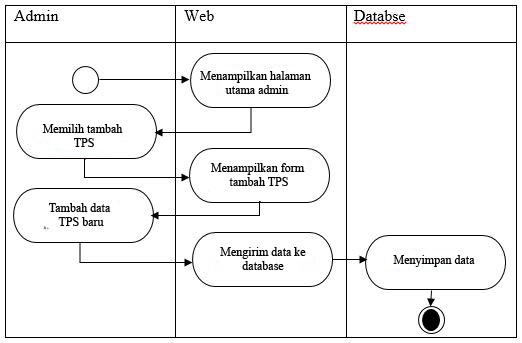 Admin
Web
Databse
Menampilkan halaman
utama admin
Memilih tambah
TPS
Menampilkan form
tambah TPS
Tambah data
TPS baru
Mengirim data ke
database
Menyimpan data